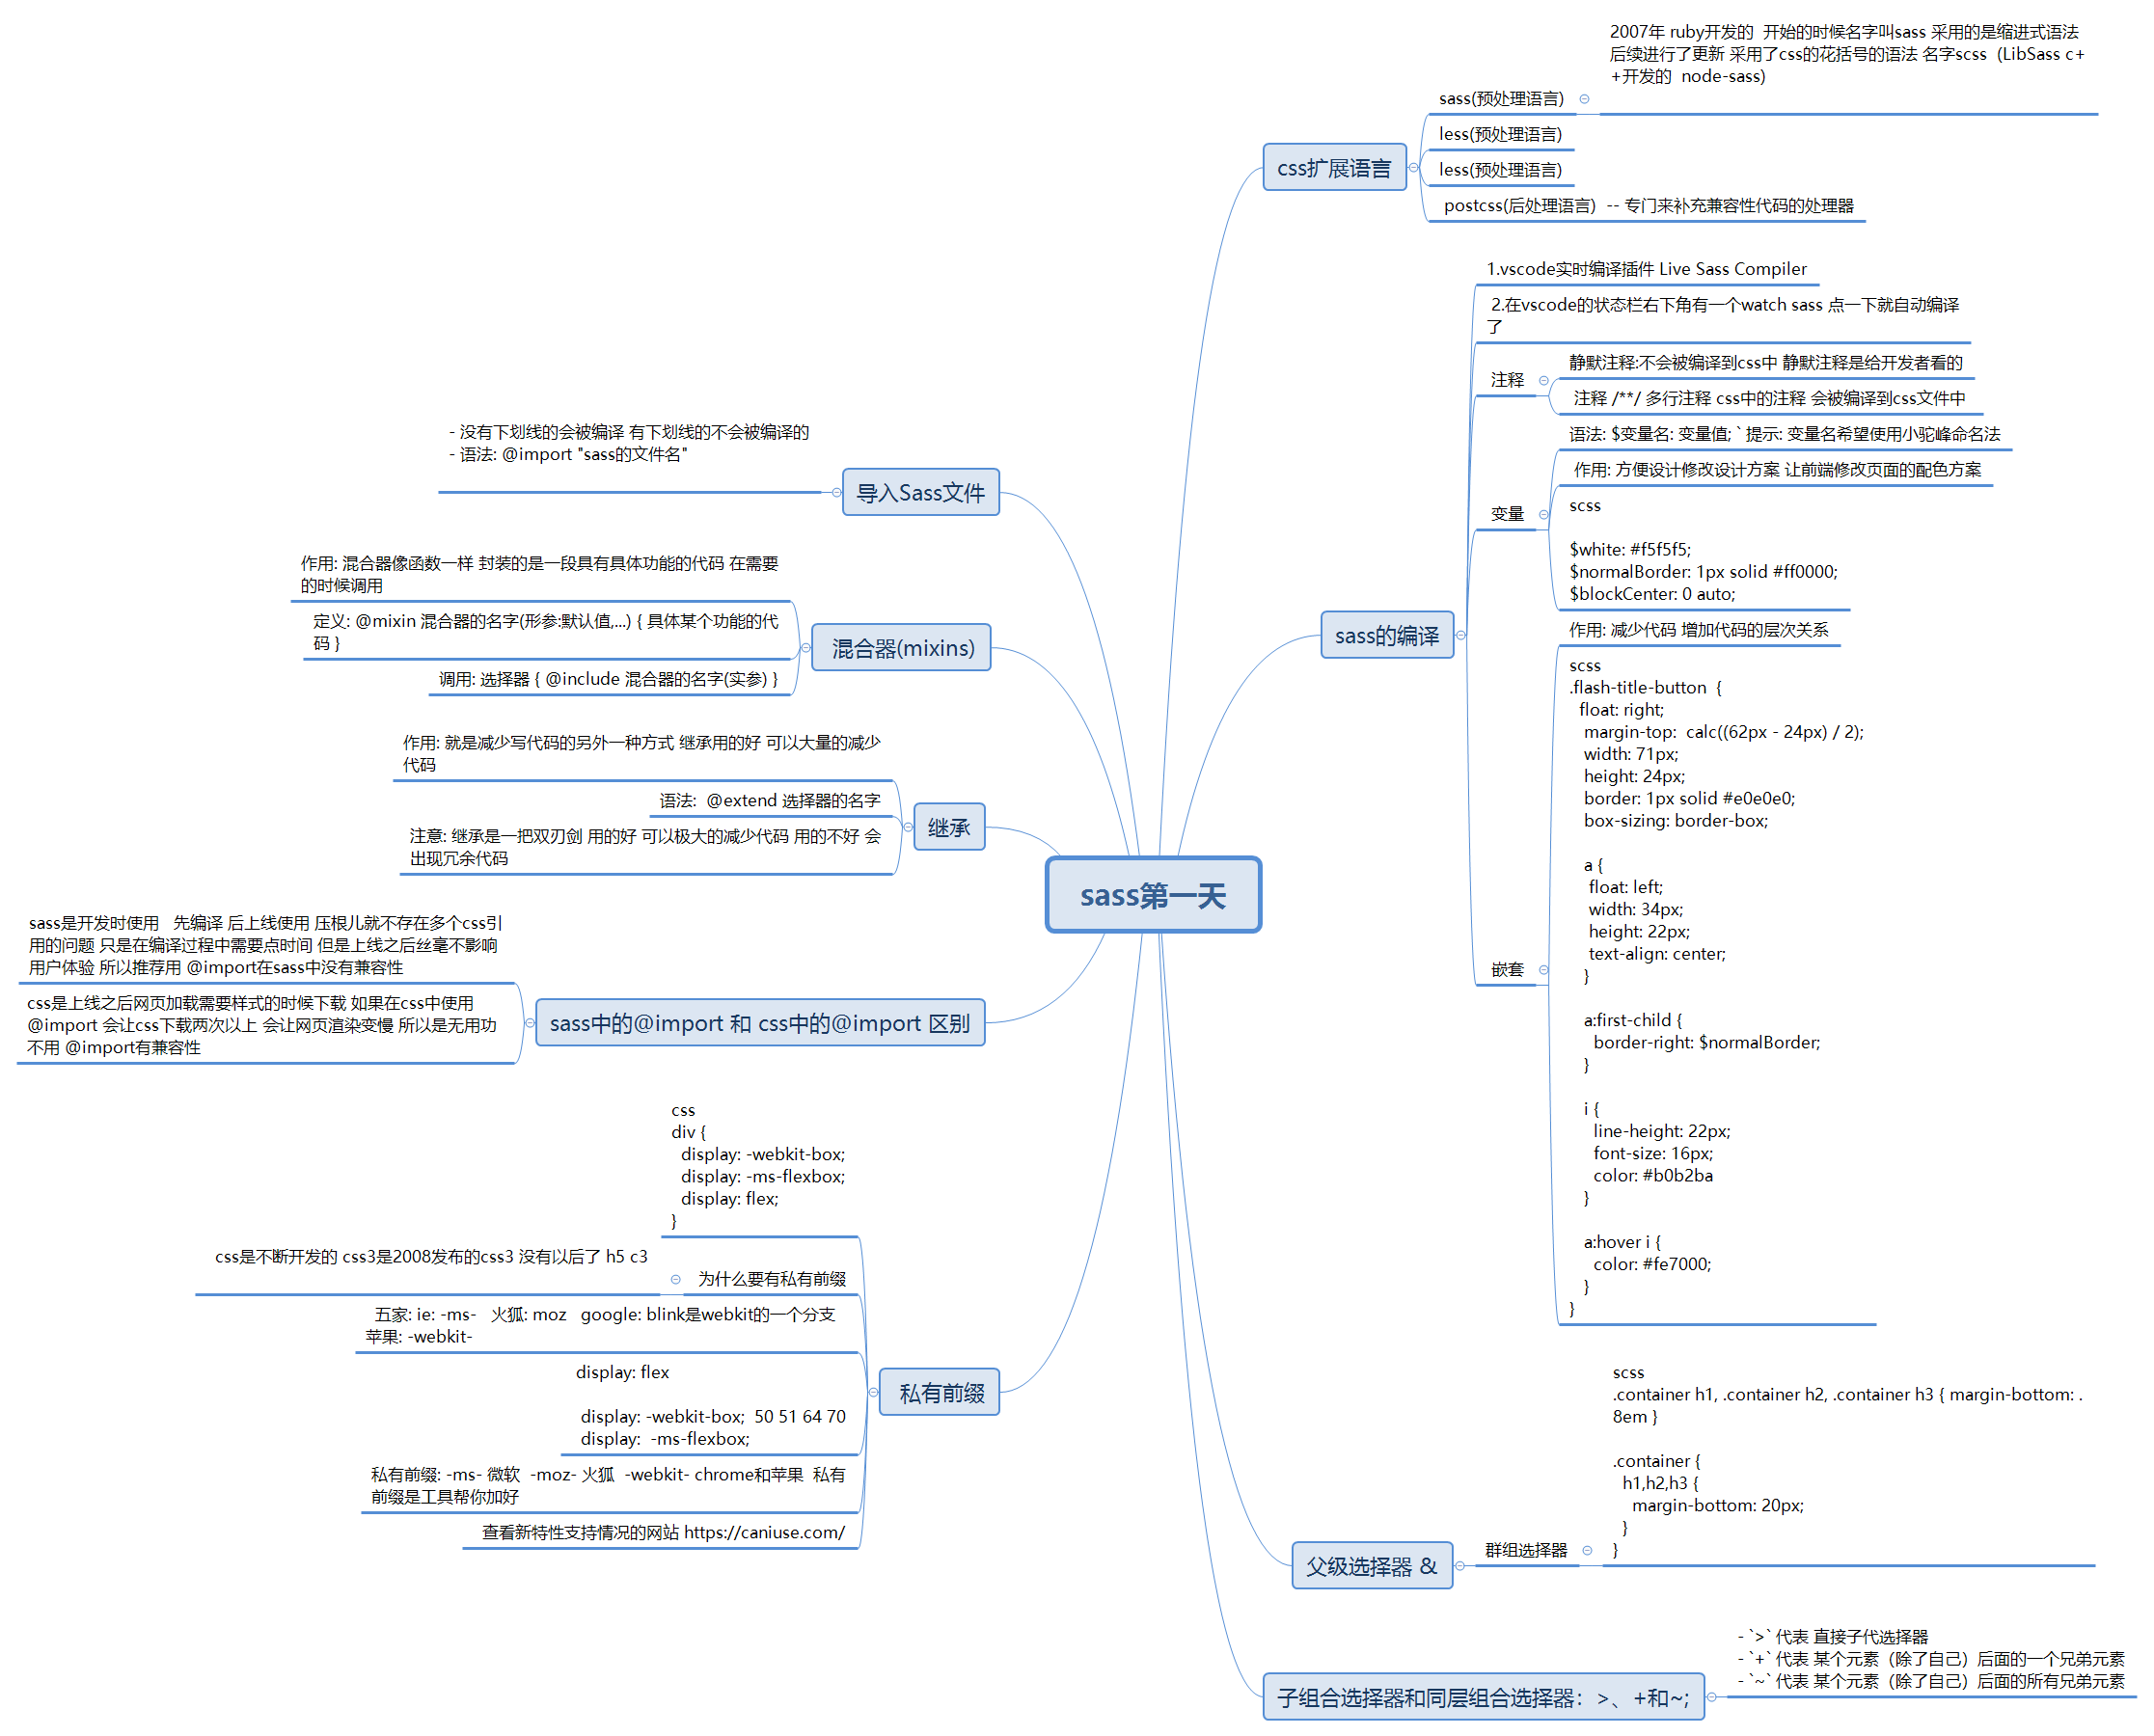 sass第一天
css扩展语言
sass(预处理语言)
2007年 ruby开发的  开始的时候名字叫sass 采用的是缩进式语法
后续进行了更新 采用了css的花括号的语法 名字scss  (LibSass c+
+开发的  node-sass)
less(预处理语言)
less(预处理语言)
postcss(后处理语言)  -- 专门来补充兼容性代码的处理器
sass的编译
1.vscode实时编译插件 Live Sass Compiler
2.在vscode的状态栏右下角有一个watch sass 点一下就自动编译
了
注释
静默注释:不会被编译到css中 静默注释是给开发者看的
注释 /**/ 多行注释 css中的注释 会被编译到css文件中
变量
语法: $变量名: 变量值; ` 提示: 变量名希望使用小驼峰命名法
作用: 方便设计修改设计方案 让前端修改页面的配色方案
scss
$white: #f5f5f5;
$normalBorder: 1px solid #ff0000;
$blockCenter: 0 auto;
嵌套
作用: 减少代码 增加代码的层次关系
scss
.flash-title-button  {
float: right;
margin-top:  calc((62px - 24px) / 2);
width: 71px;
height: 24px;
border: 1px solid #e0e0e0;
box-sizing: border-box;
a {
float: left;
width: 34px;
height: 22px;
text-align: center;
}
a:first-child {
border-right: $normalBorder;
}
i {
line-height: 22px;
font-size: 16px;
color: #b0b2ba
}
a:hover i {
color: #fe7000;
}
}
父级选择器 &
群组选择器
scss
.container h1, .container h2, .container h3 { margin-bottom: .
8em }
.container {
h1,h2,h3 {
margin-bottom: 20px;
}
}
子组合选择器和同层组合选择器：>、+和~;
- `>` 代表 直接子代选择器
- `+` 代表 某个元素（除了自己）后面的一个兄弟元素
- `~` 代表 某个元素（除了自己）后面的所有兄弟元素
导入Sass文件
- 没有下划线的会被编译 有下划线的不会被编译的
- 语法: @import "sass的文件名"
混合器(mixins)
作用: 混合器像函数一样 封装的是一段具有具体功能的代码 在需要
的时候调用
定义: @mixin 混合器的名字(形参:默认值,...) { 具体某个功能的代
码 }
调用: 选择器 { @include 混合器的名字(实参) }
继承
作用: 就是减少写代码的另外一种方式 继承用的好 可以大量的减少
代码
语法:  @extend 选择器的名字
注意: 继承是一把双刃剑 用的好 可以极大的减少代码 用的不好 会
出现冗余代码
sass中的@import 和 css中的@import 区别
sass是开发时使用   先编译 后上线使用 压根儿就不存在多个css引
用的问题 只是在编译过程中需要点时间 但是上线之后丝毫不影响
用户体验 所以推荐用 @import在sass中没有兼容性
css是上线之后网页加载需要样式的时候下载 如果在css中使用
@import 会让css下载两次以上 会让网页渲染变慢 所以是无用功
不用 @import有兼容性
私有前缀
css
div {
display: -webkit-box;
display: -ms-flexbox;
display: flex;
}
为什么要有私有前缀
css是不断开发的 css3是2008发布的css3 没有以后了 h5 c3
五家: ie: -ms-   火狐: moz   google: blink是webkit的一个分支
苹果: -webkit-
display: flex
display: -webkit-box;  50 51 64 70
display:  -ms-flexbox;
私有前缀: -ms- 微软  -moz- 火狐  -webkit- chrome和苹果  私有
前缀是工具帮你加好
查看新特性支持情况的网站 https://caniuse.com/